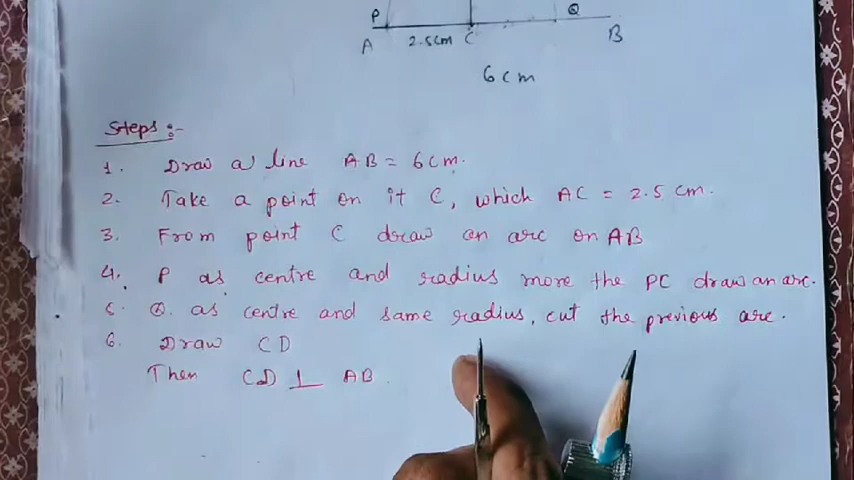 P
Q
A 2.5cm C B
6cm
Steps:-
1. Draw a line AB = 6cm.
2. Take a point on it C, which AC = 2.5 cm.
3. From point C draw an arc on AB
4. P as centre and radius more the PC draw an arc.
5. Q. as centre and same radius, cut the previous arc.
6. Draw CD
Then CD ⊥ AB.